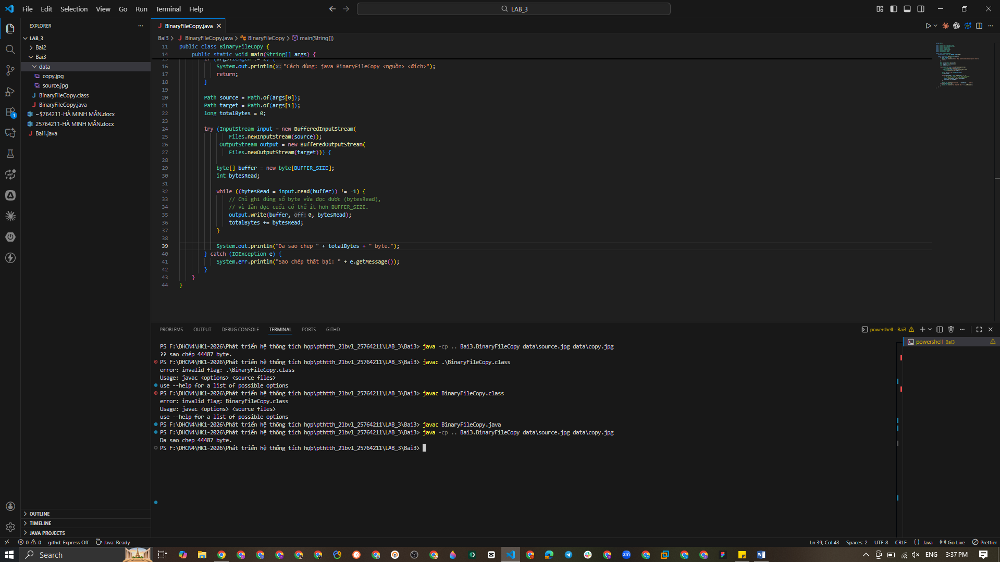 File Edit Selection View Go Run Terminal Help
LAB_3
EXPLORER
LAB_3
Bai2
Bai3
data
copy.jpg
source.jpg
BinaryFileCopy.class
BinaryFileCopy.java
~$764211-HÀ MINH MẪN.docx
25764211-HÀ MINH MẪN.docx
Bai1.java
OUTLINE
TIMELINE
JAVA PROJECTS
BinaryFileCopy.java
Bai3 > BinaryFileCopy.java > BinaryFileCopy > main(String[])
11 public class BinaryFileCopy {
14 public static void main(String[] args) {
16 System.out.println(x: "Cách dùng: java BinaryFileCopy <nguồn> <đích>");
17 return;
18 }
19
20 Path source = Path.of(args[0]);
21 Path target = Path.of(args[1]);
22 long totalBytes = 0;
23
24 try (InputStream input = new BufferedInputStream(
25 Files.newInputStream(source));
26 OutputStream output = new BufferedOutputStream(
27 Files.newOutputStream(target))) {
28
29 byte[] buffer = new byte[BUFFER_SIZE];
30 int bytesRead;
31
32 while ((bytesRead = input.read(buffer)) != -1) {
33 // Chỉ ghi đúng số byte vừa đọc được (bytesRead),
34 // vì lần đọc cuối có thể ít hơn BUFFER_SIZE.
35 output.write(buffer, off: 0, bytesRead);
36 totalBytes += bytesRead;
37 }
38
39 System.out.println("Da sao chep " + totalBytes + " byte.");
40 } catch (IOException e) {
41 System.err.println("Sao chép thất bại: " + e.getMessage());
42 }
43 }
44 }
PROBLEMS OUTPUT DEBUG CONSOLE TERMINAL PORTS GITHD
powershell - Bai3
powershell Bai3
PS F:\DHCN4\HK1-2026\Phát triển hệ thống tích hợp\pthtth_21bvl_25764211\LAB_3\Bai3> java -cp .. Bai3.BinaryFileCopy data\source.jpg data\copy.jpg
?? sao chép 44487 byte.
PS F:\DHCN4\HK1-2026\Phát triển hệ thống tích hợp\pthtth_21bvl_25764211\LAB_3\Bai3> javac .\BinaryFileCopy.class
error: invalid flag: .\BinaryFileCopy.class
Usage: javac <options> <source files>
use --help for a list of possible options
PS F:\DHCN4\HK1-2026\Phát triển hệ thống tích hợp\pthtth_21bvl_25764211\LAB_3\Bai3> javac BinaryFileCopy.class
error: invalid flag: BinaryFileCopy.class
Usage: javac <options> <source files>
use --help for a list of possible options
PS F:\DHCN4\HK1-2026\Phát triển hệ thống tích hợp\pthtth_21bvl_25764211\LAB_3\Bai3> javac BinaryFileCopy.java
PS F:\DHCN4\HK1-2026\Phát triển hệ thống tích hợp\pthtth_21bvl_25764211\LAB_3\Bai3> java -cp .. Bai3.BinaryFileCopy data\source.jpg data\copy.jpg
Da sao chep 44487 byte.
PS F:\DHCN4\HK1-2026\Phát triển hệ thống tích hợp\pthtth_21bvl_25764211\LAB_3\Bai3>
0 0 githd: Express Off Java: Ready
Ln 39, Col 43 Spaces: 2 UTF-8 CRLF { } Java Go Live Prettier
Search
ENG 3:37 PM